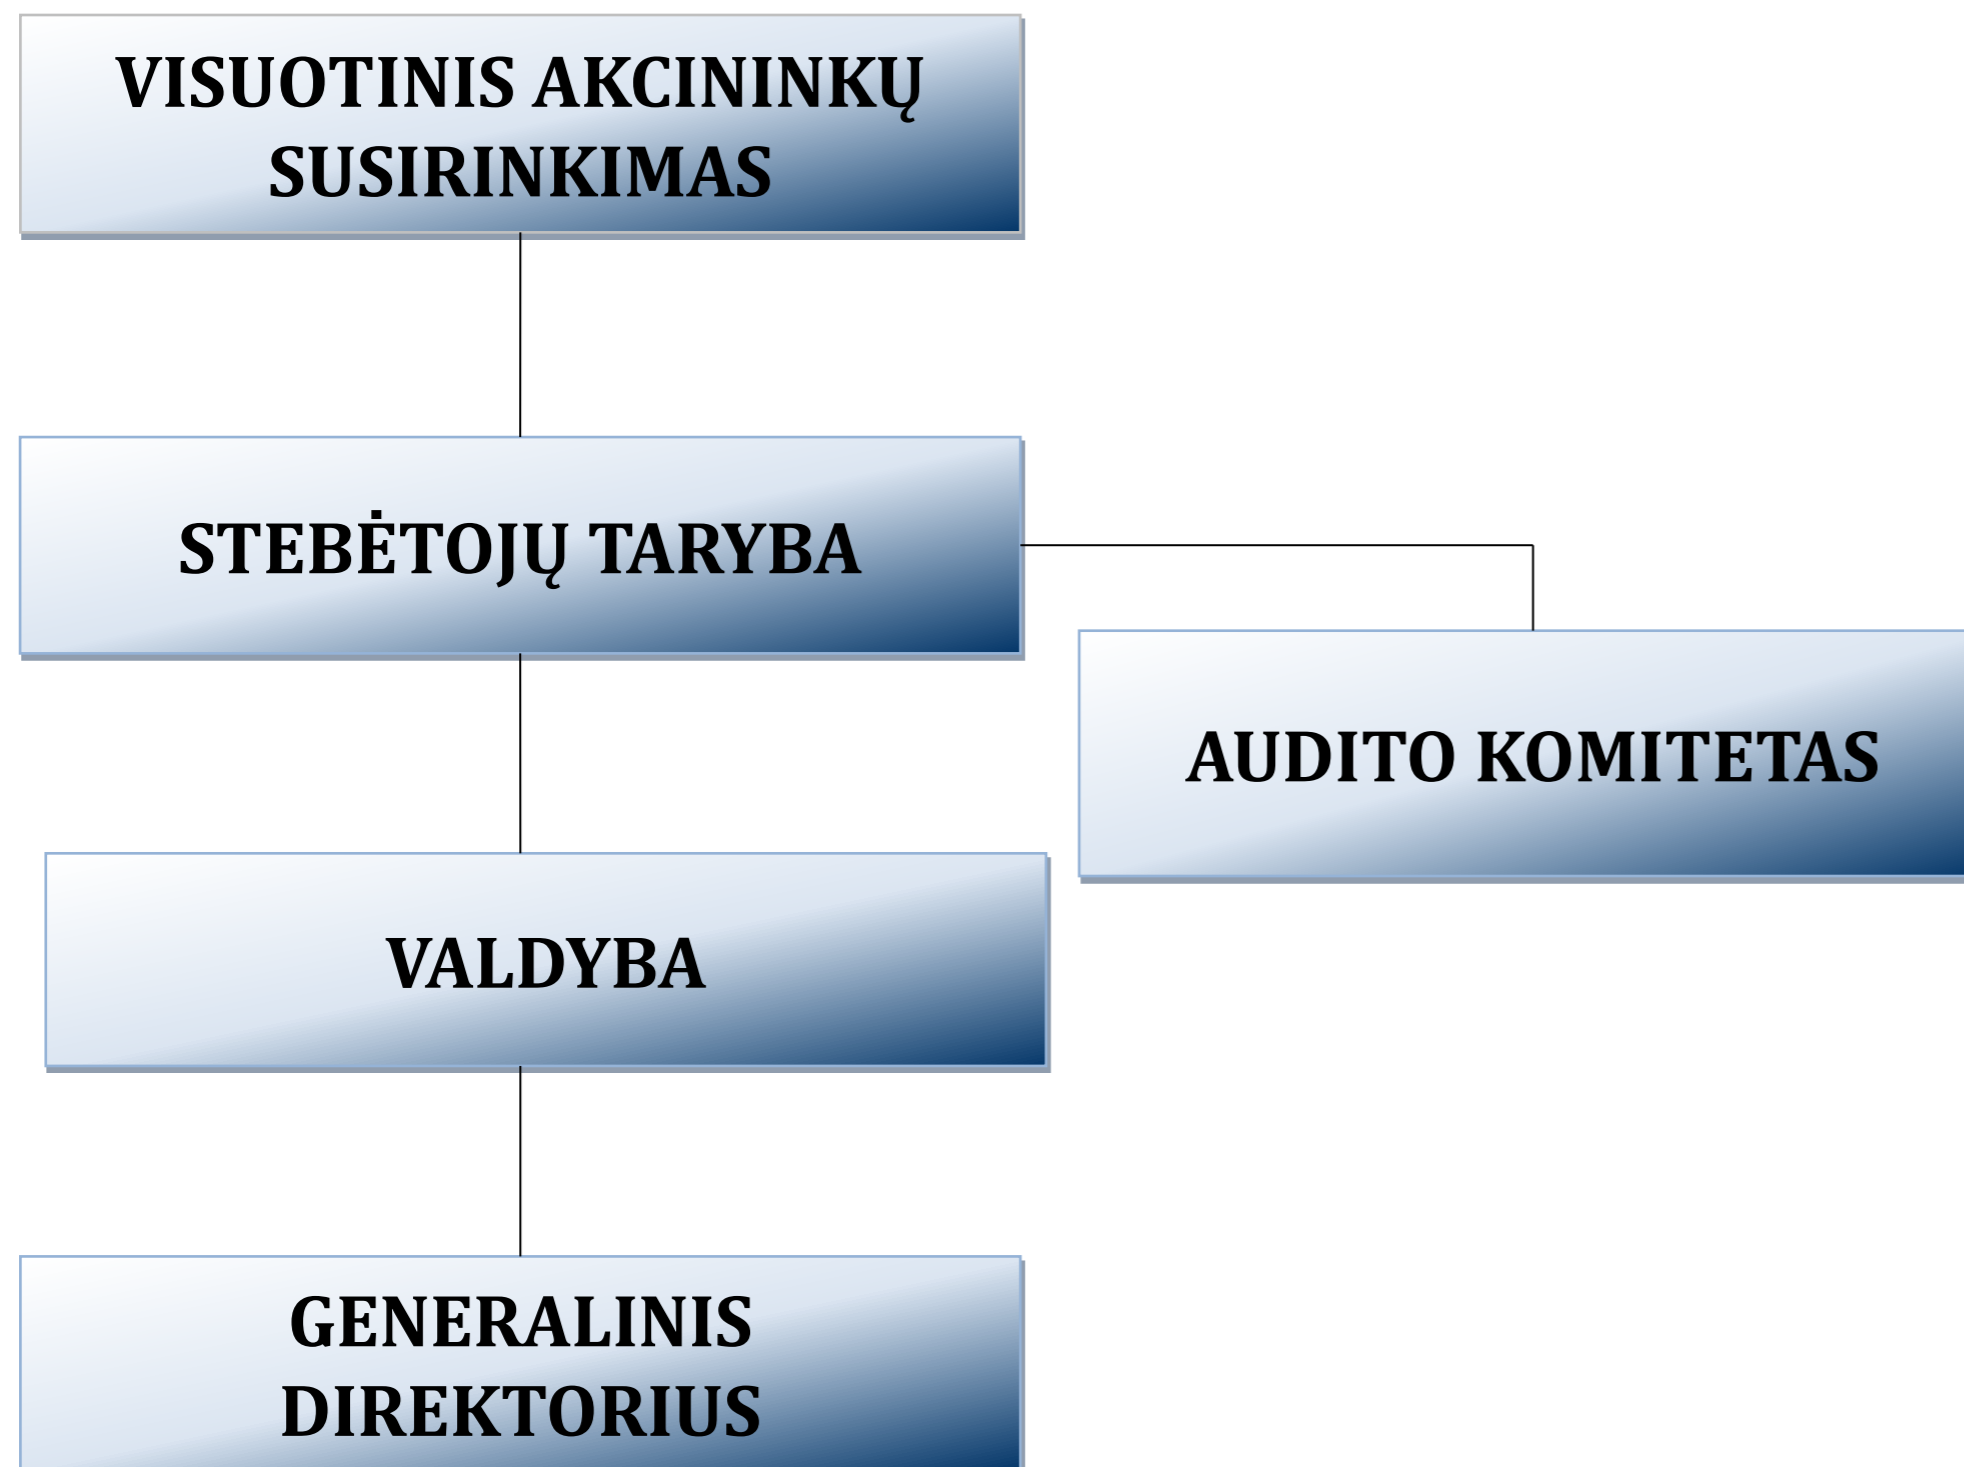 VISUOTINIS AKCININKŲ
SUSIRINKIMAS
STEBĖTOJŲ TARYBA
AUDITO KOMITETAS
VALDYBA
GENERALINIS
DIREKTORIUS